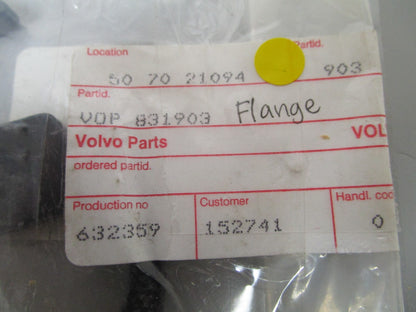 Location Partid.
50 70 21094 903
Partid.
VOP 831903 Flange
Volvo Parts VOL
ordered partid.
Production no Customer Handl. cod
632359 152741 0